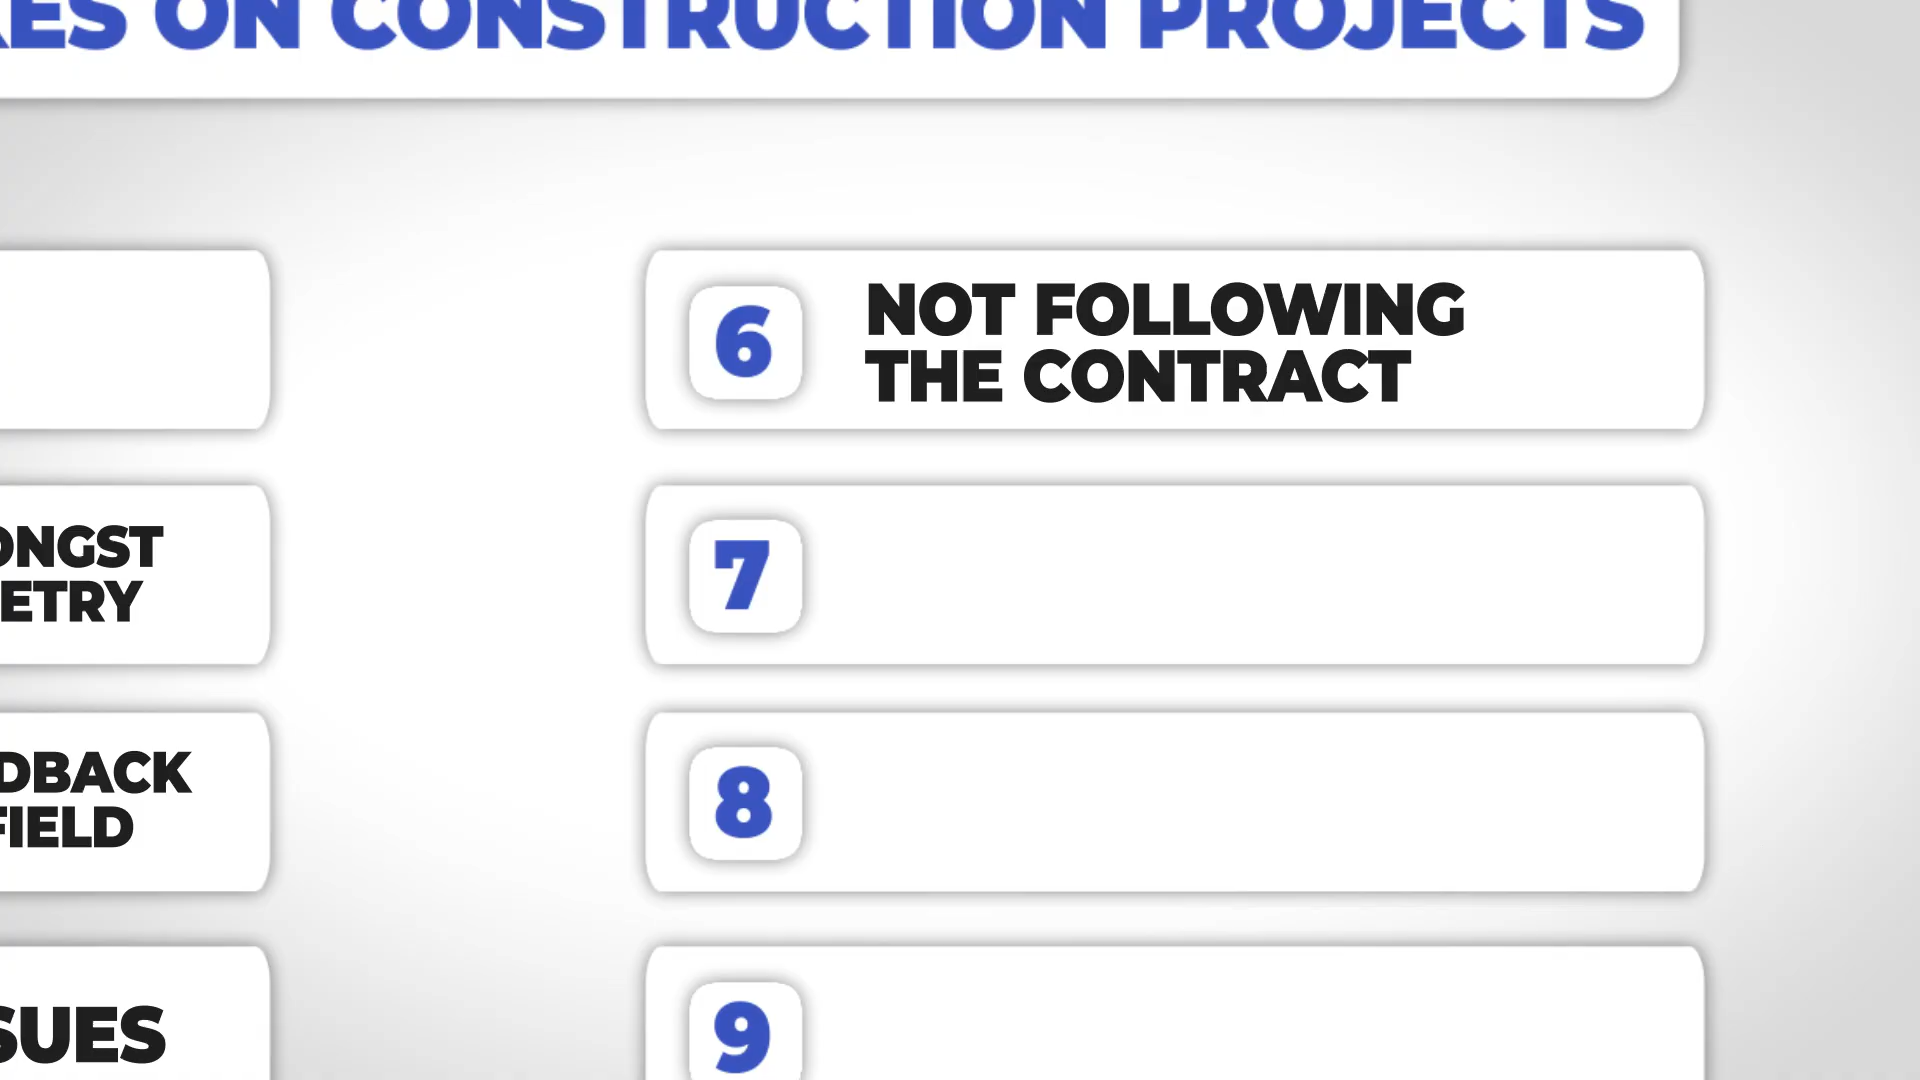 ES ON CONSTRUCTION PROJECTS
ONGST
ETRY
DBACK
FIELD
SUES
6
NOT FOLLOWING
THE CONTRACT
7
8
9